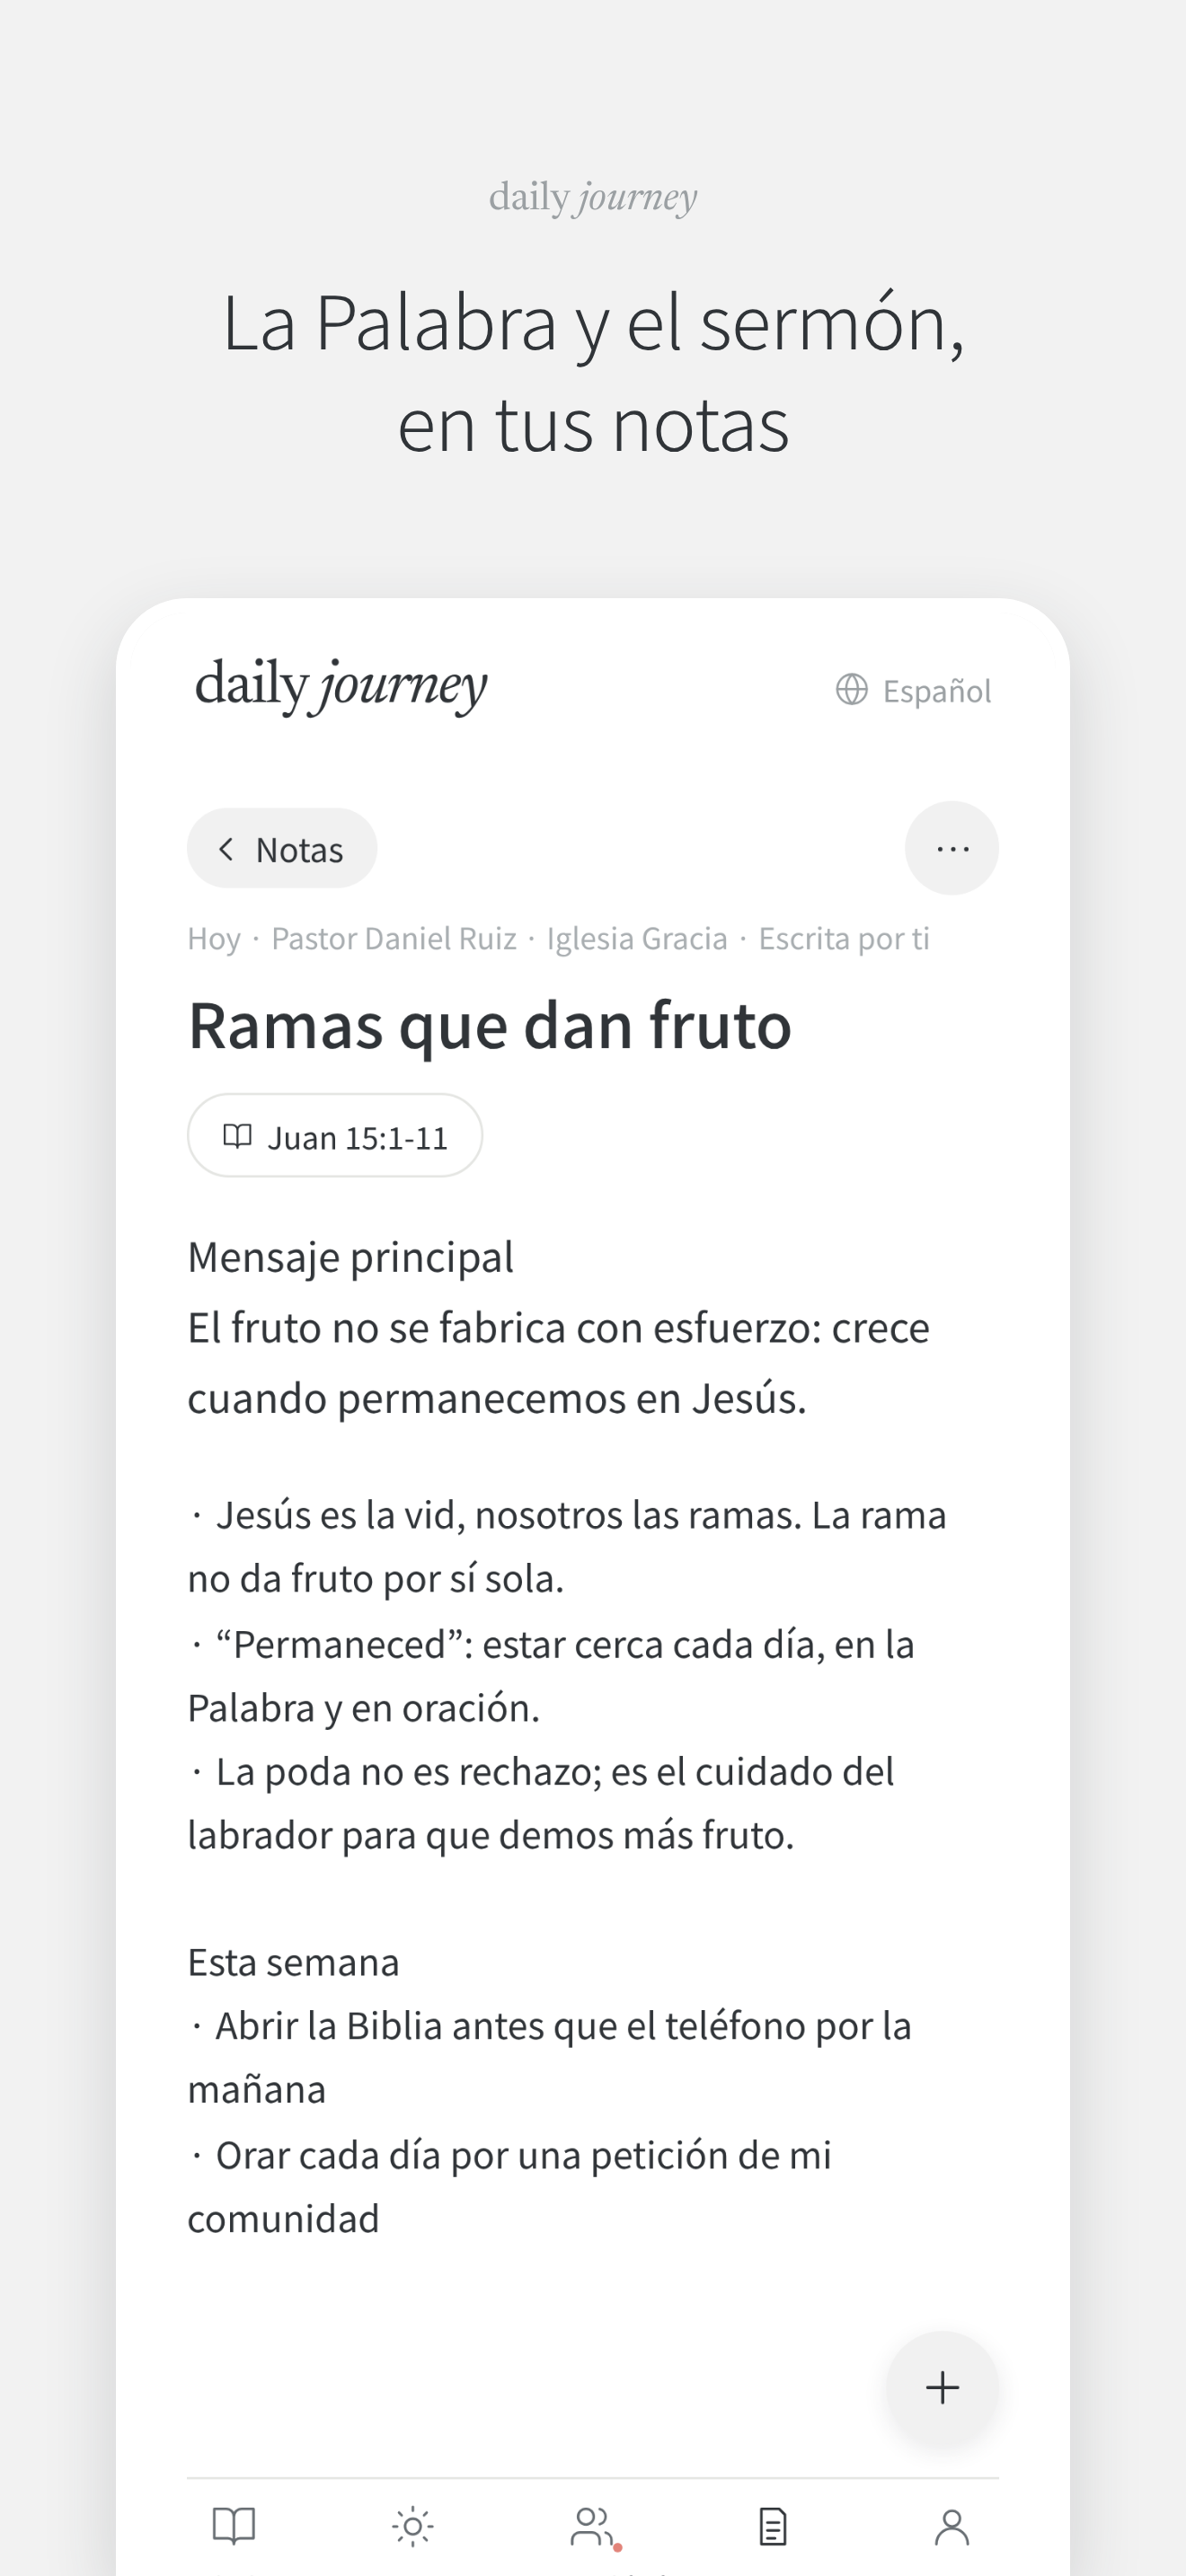 daily journey
La Palabra y el sermón,
en tus notas
daily journey
Español
Notas
Hoy · Pastor Daniel Ruiz · Iglesia Gracia · Escrita por ti
Ramas que dan fruto
Juan 15:1-11
Mensaje principal
El fruto no se fabrica con esfuerzo: crece
cuando permanecemos en Jesús.
· Jesús es la vid, nosotros las ramas. La rama
no da fruto por sí sola.
· “Permaneced”: estar cerca cada día, en la
Palabra y en oración.
· La poda no es rechazo; es el cuidado del
labrador para que demos más fruto.
Esta semana
· Abrir la Biblia antes que el teléfono por la
mañana
· Orar cada día por una petición de mi
comunidad